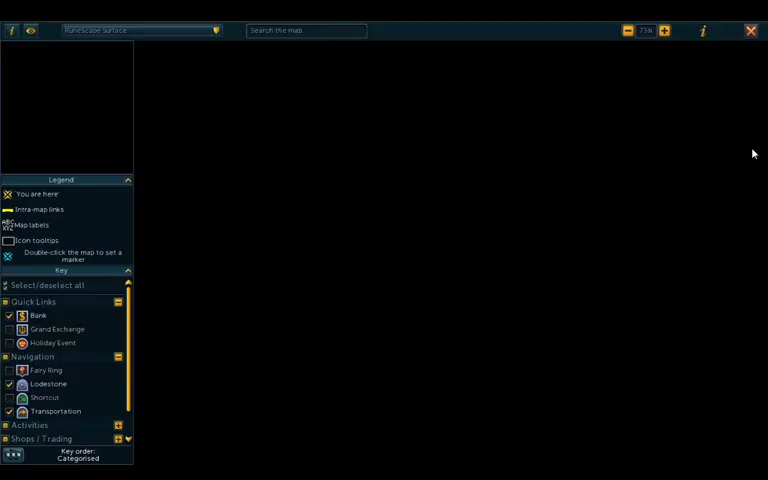 RuneScape Surface
Search the map
75%
Legend
'You are here'
Intra-map links
ABC
XYZ
Map labels
Icon tooltips
Double-click the map to set a
marker
Key
Select/deselect all
Quick Links
Bank
Grand Exchange
Holiday Event
Navigation
Fairy Ring
Lodestone
Shortcut
Transportation
Activities
Shops / Trading
Key order:
Categorised